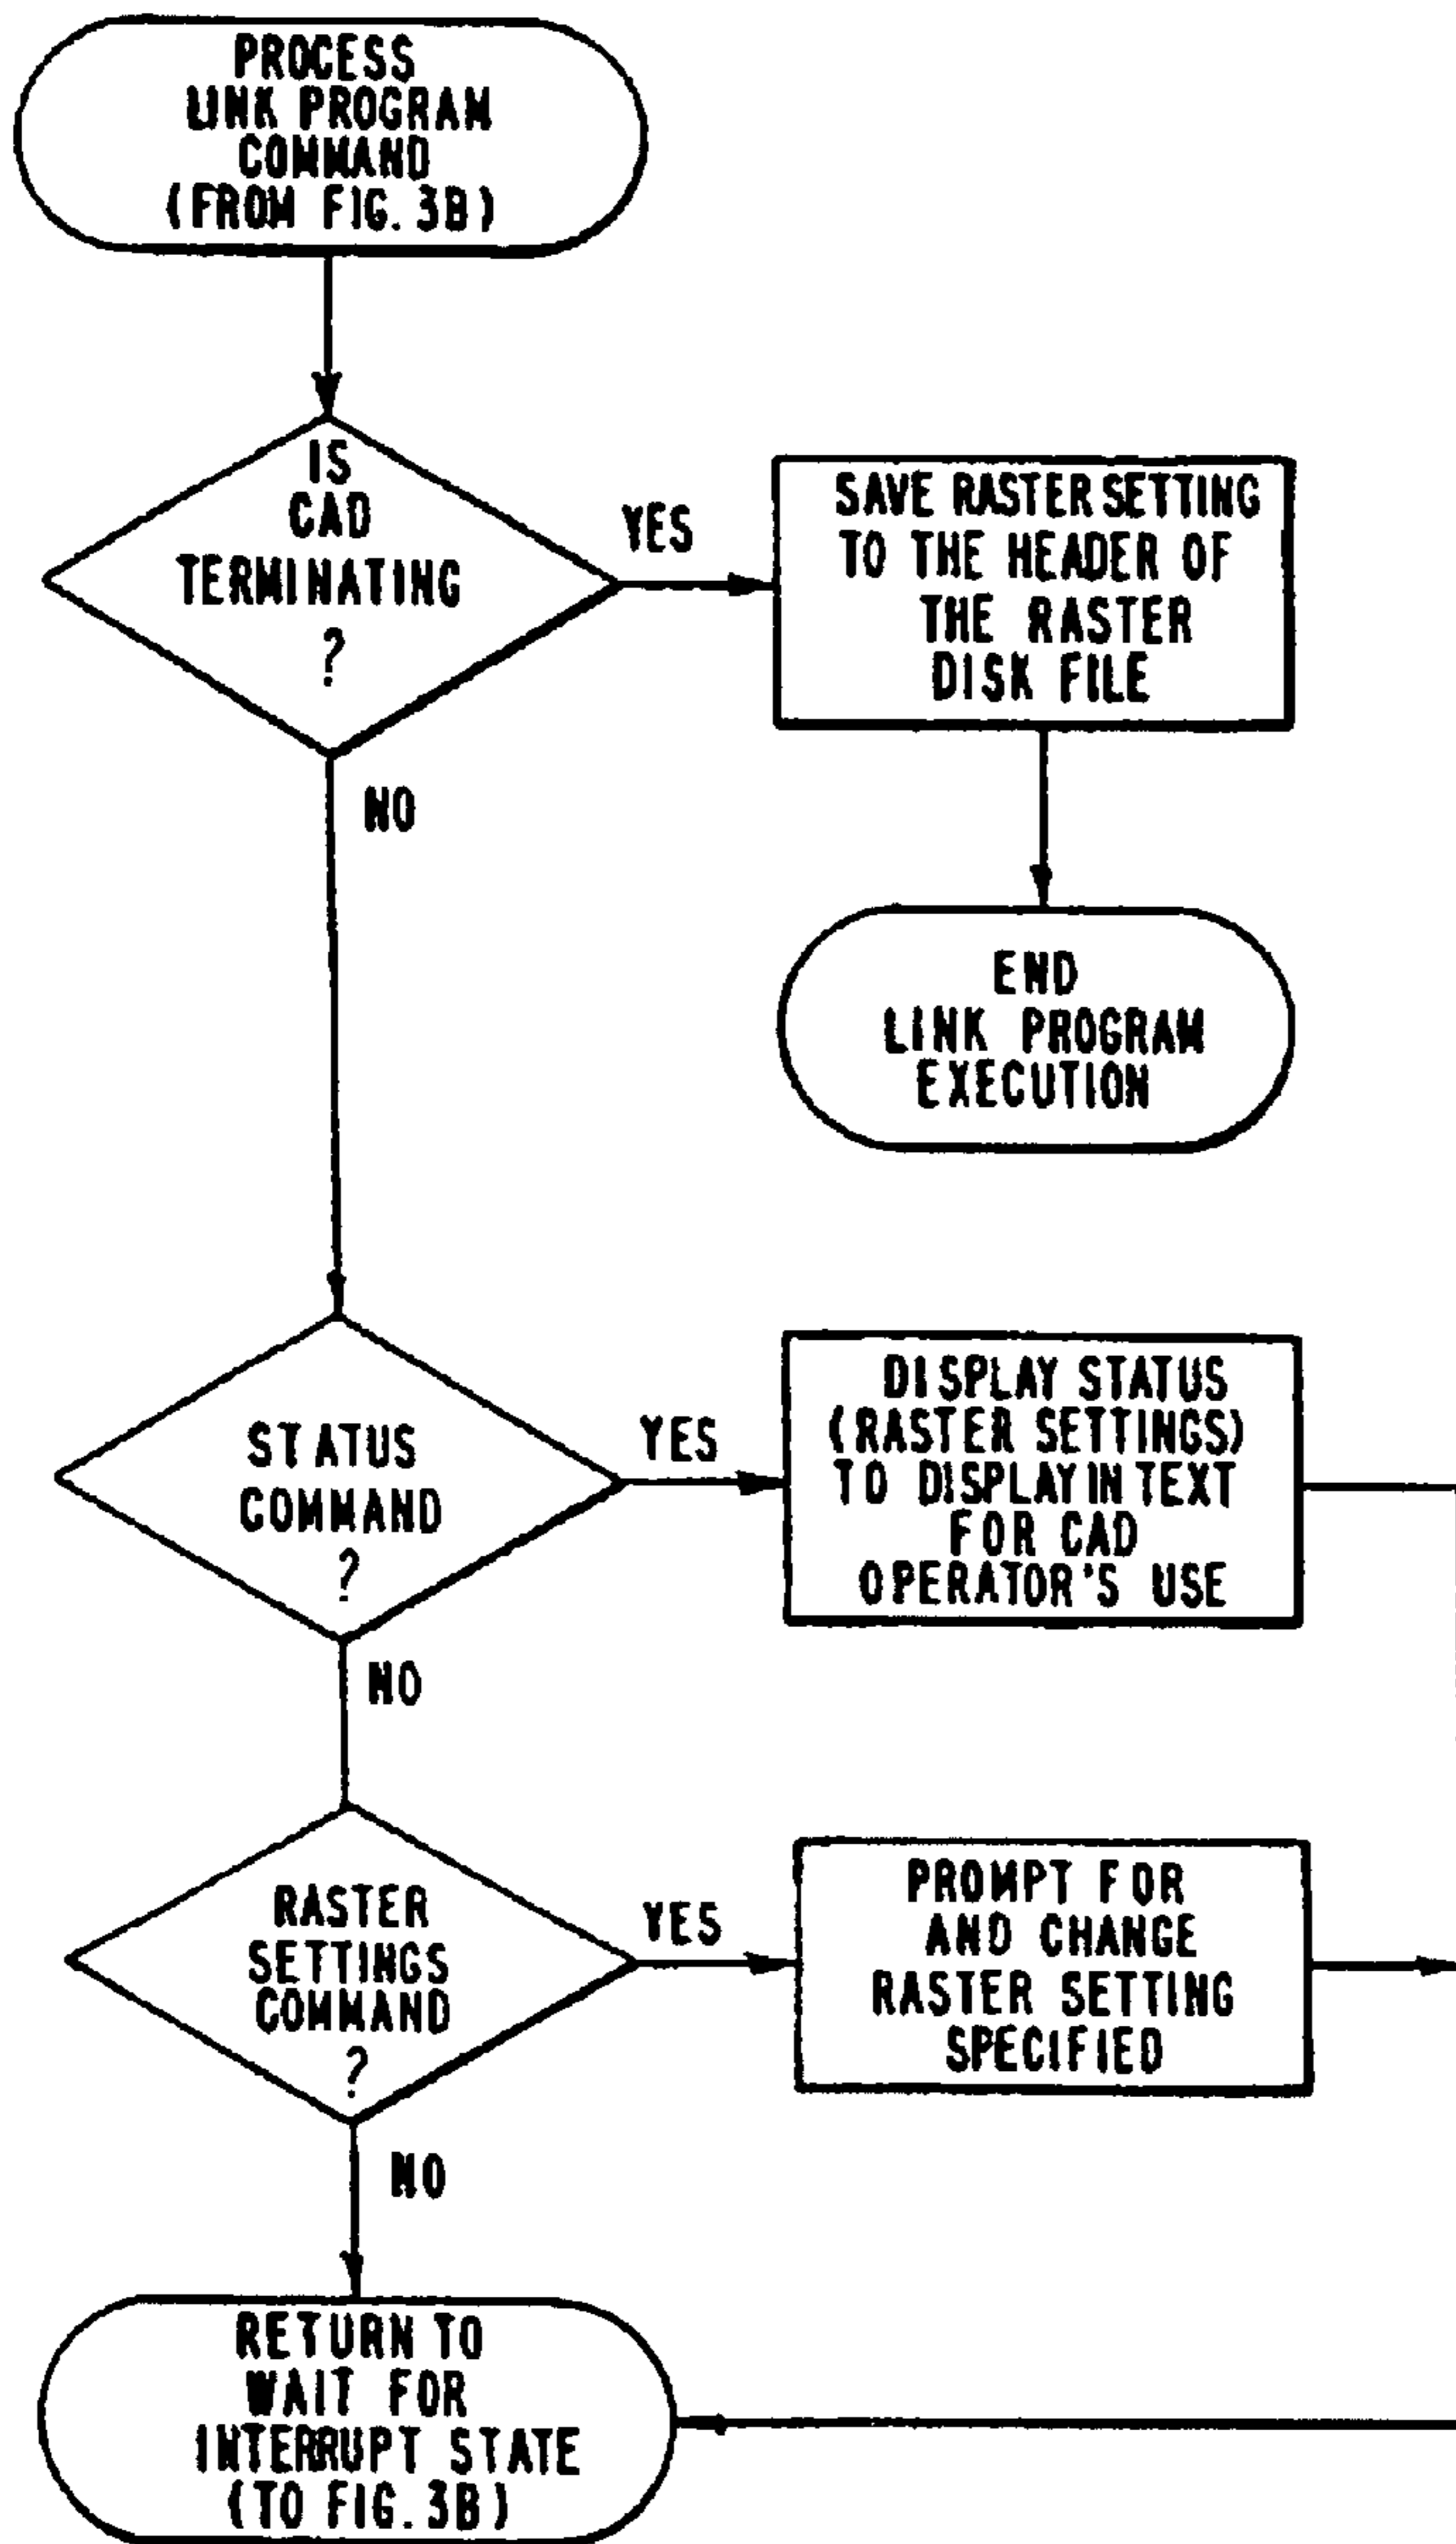 PROCESS
LINK PROGRAM
COMMAND
(FROM FIG. 3B)
IS
CAD
TERMINATING
?
YES
SAVE RASTER SETTING
TO THE HEADER OF
THE RASTER
DISK FILE
NO
END
LINK PROGRAM
EXECUTION
STATUS
COMMAND
?
YES
DISPLAY STATUS
(RASTER SETTINGS)
TO DISPLAY IN TEXT
FOR CAD
OPERATOR'S USE
NO
RASTER
SETTINGS
COMMAND
?
YES
PROMPT FOR
AND CHANGE
RASTER SETTING
SPECIFIED
NO
RETURN TO
WAIT FOR
INTERRUPT STATE
(TO FIG. 3B)